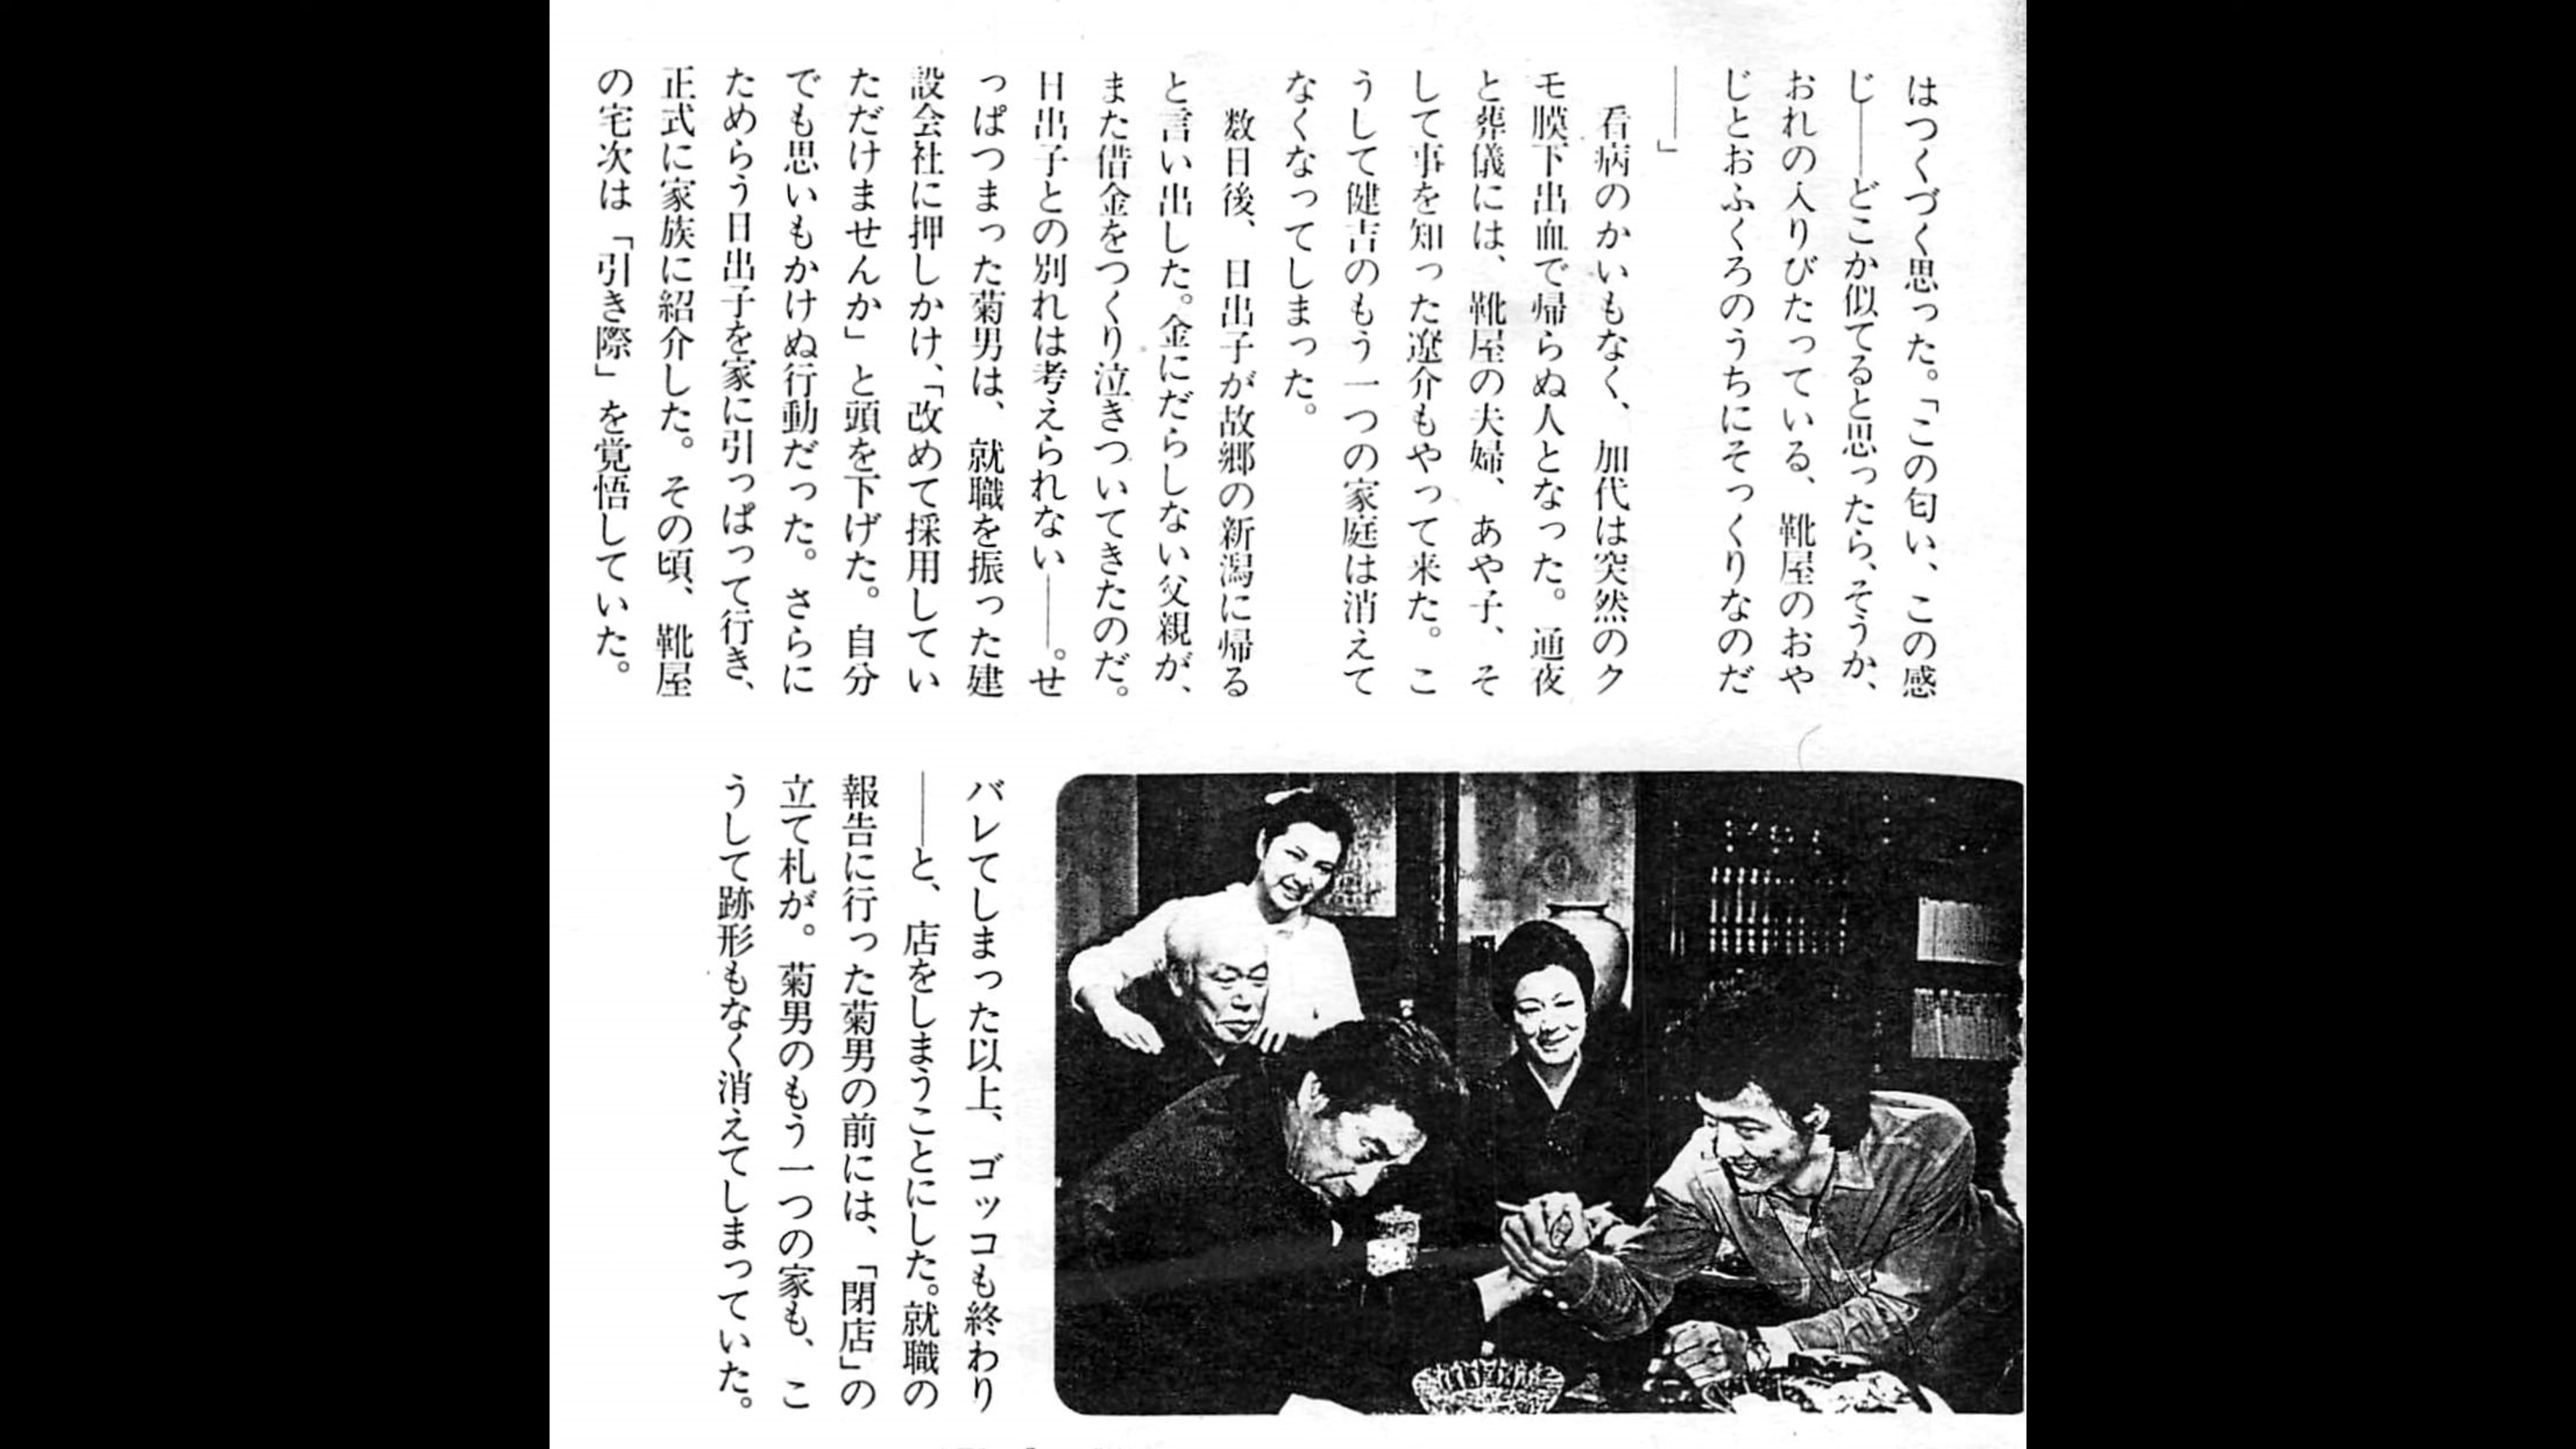 はつくづく思った。「この匂い、この感
じ――どこか似てると思ったら、そうか、
おれの入りびたっている、靴屋のおや
じとおふくろのうちにそっくりなのだ
――」
看病のかいもなく、加代は突然のク
モ膜下出血で帰らぬ人となった。通夜
と葬儀には、靴屋の夫婦、あや子、そ
して事を知った遼介もやって来た。こ
うして健吉のもう一つの家庭は消えて
なくなってしまった。
数日後、日出子が故郷の新潟に帰る
と言い出した。金にだらしない父親が、
また借金をつくり泣きついてきたのだ。
日出子との別れは考えられない――。せ
っぱつまった菊男は、就職を振った建
設会社に押しかけ、「改めて採用してい
ただけませんか」と頭を下げた。自分
でも思いもかけぬ行動だった。さらに
ためらう日出子を家に引っぱって行き、
正式に家族に紹介した。その頃、靴屋
の宅次は「引き際」を覚悟していた。
バレてしまった以上、ゴッコも終わり
――と、店をしまうことにした。就職の
報告に行った菊男の前には、「閉店」の
立て札が。菊男のもう一つの家も、こ
うして跡形もなく消えてしまっていた。